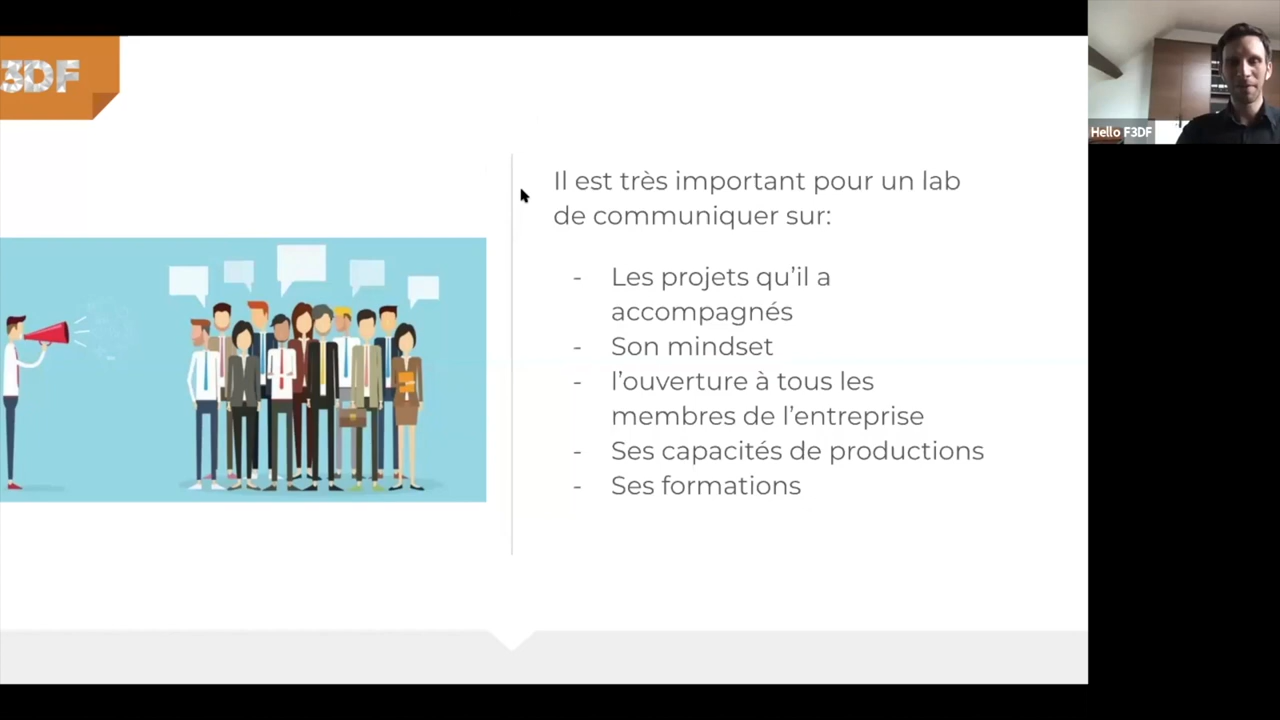 3DF
Hello F3DF
Il est très important pour un lab
de communiquer sur:
- Les projets qu'il a
accompagnés
- Son mindset
- l'ouverture à tous les
membres de l'entreprise
- Ses capacités de productions
- Ses formations